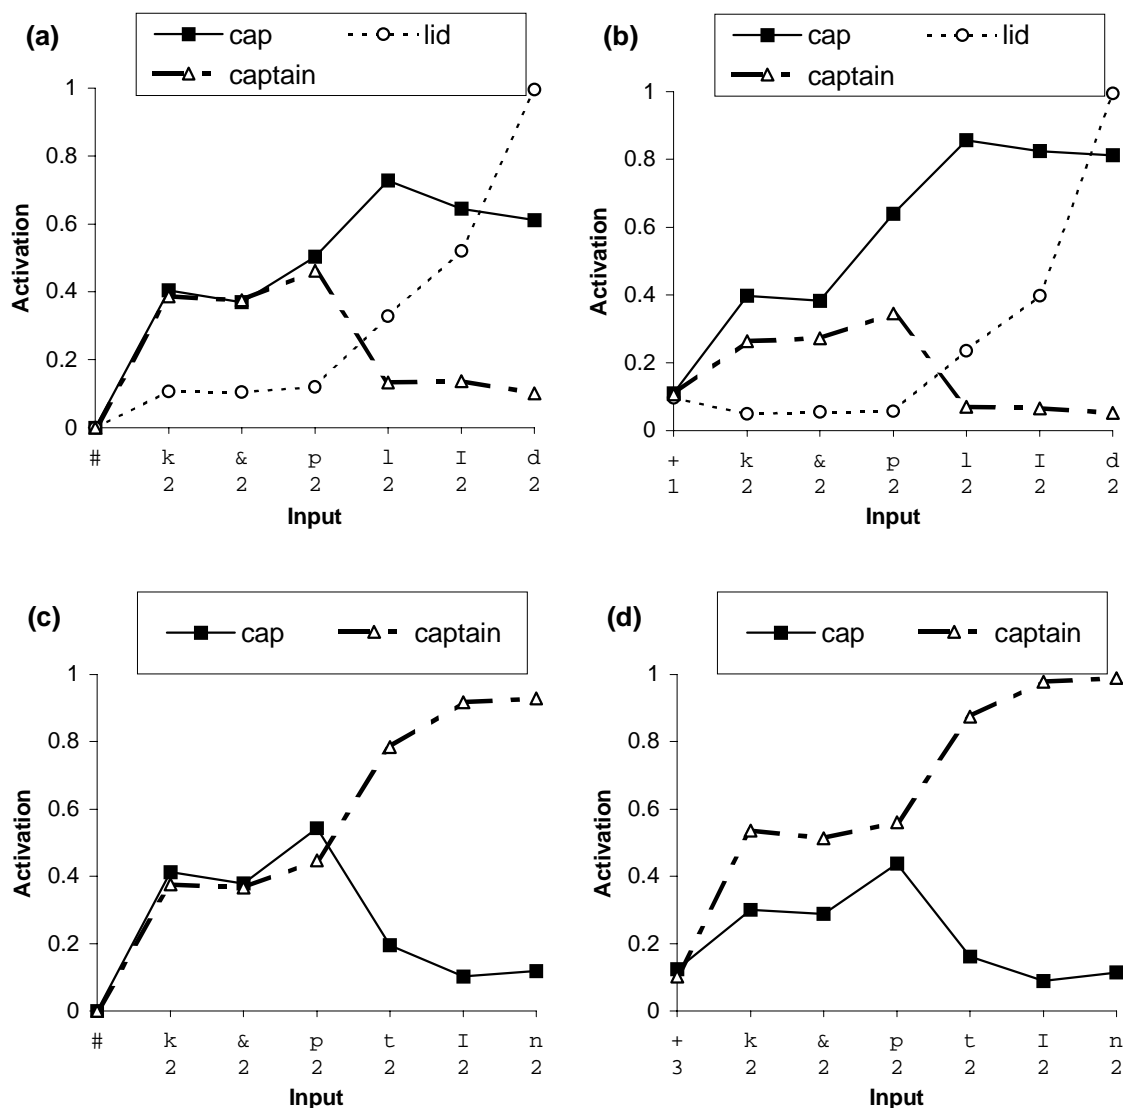 (a)
cap lid
captain
1
0.8
0.6
0.4
0.2
0
Activation
# k & p l I d
2 2 2 2 2 2
Input
(b)
cap lid
captain
1
0.8
0.6
0.4
0.2
0
Activation
+ k & p l I d
1 2 2 2 2 2 2
Input
(c)
cap captain
1
0.8
0.6
0.4
0.2
0
Activation
# k & p t I n
2 2 2 2 2 2
Input
(d)
cap captain
1
0.8
0.6
0.4
0.2
0
Activation
+ k & p t I n
3 2 2 2 2 2 2
Input